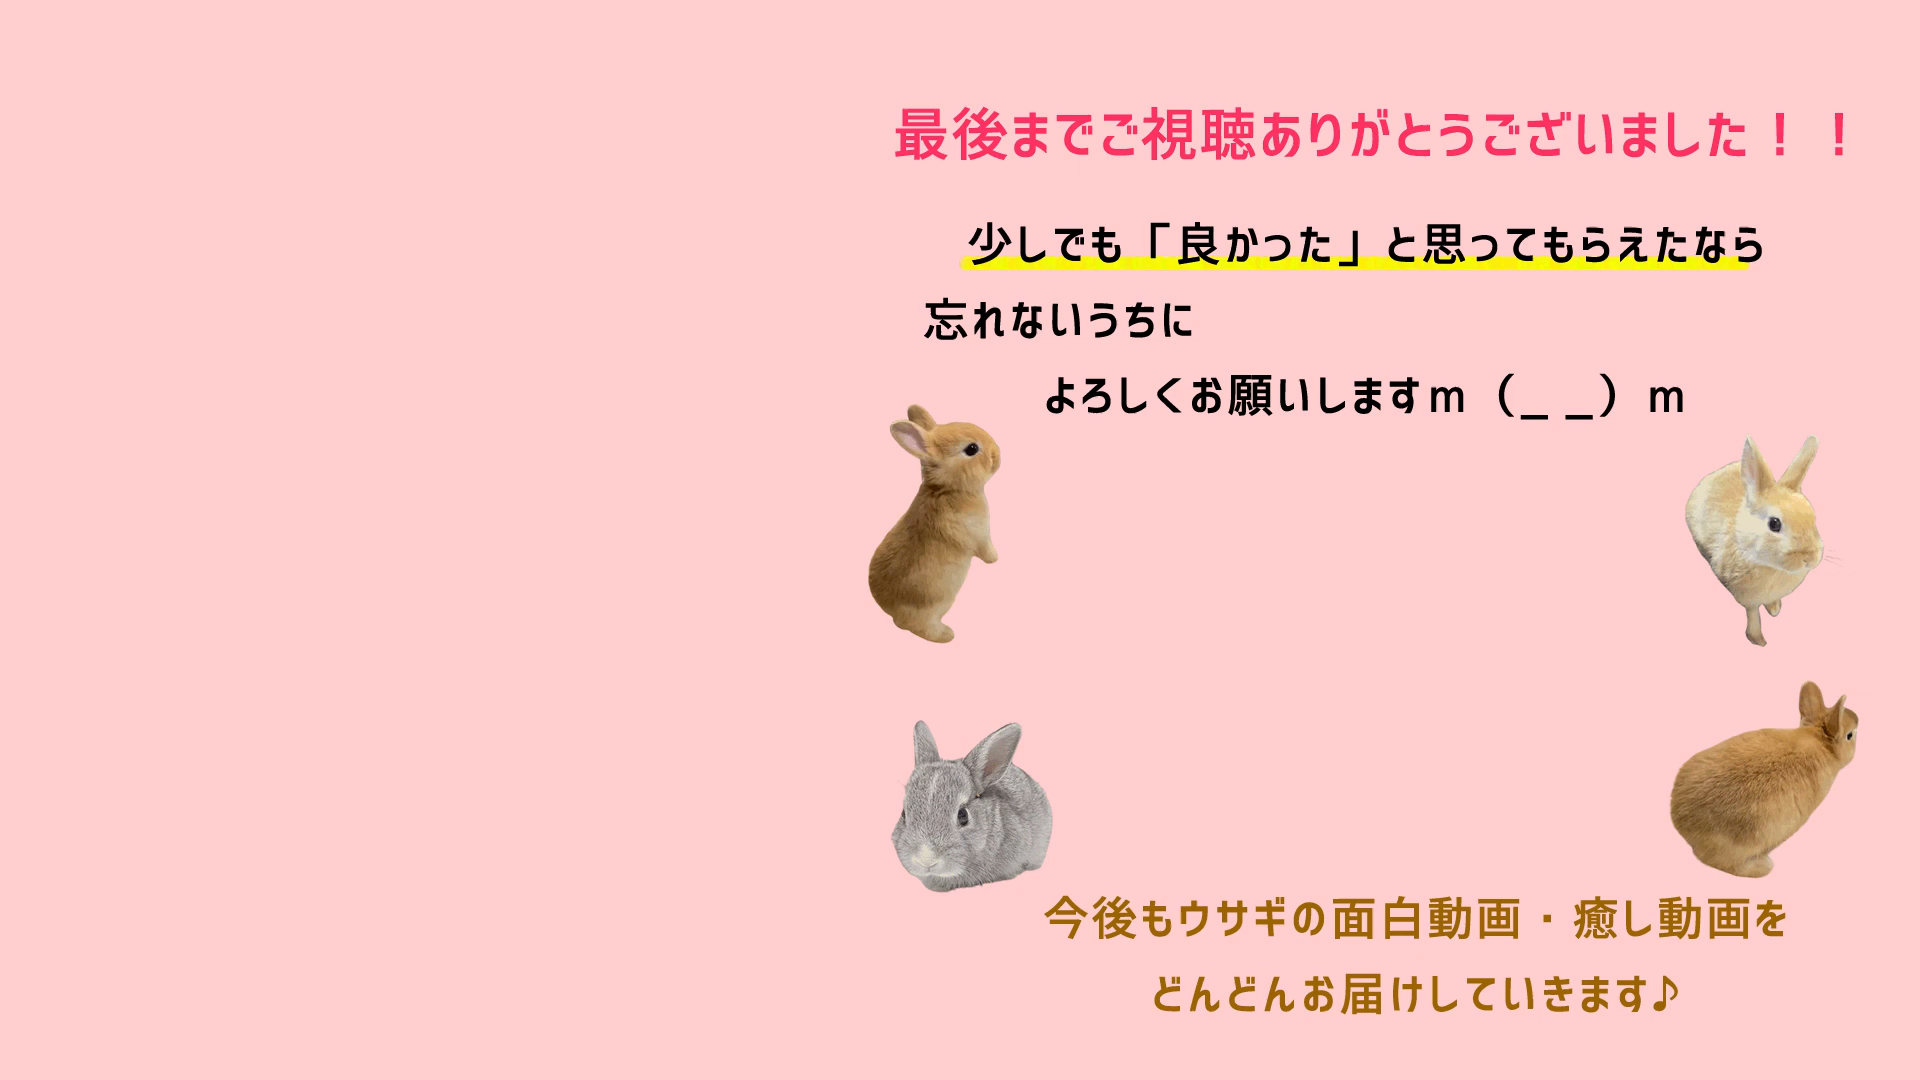 最後までご視聴ありがとうございました！！
少しでも「良かった」と思ってもらえたなら
忘れないうちに
よろしくお願いしますm（_ _）m
今後もウサギの面白動画・癒し動画を
どんどんお届けしていきます♪